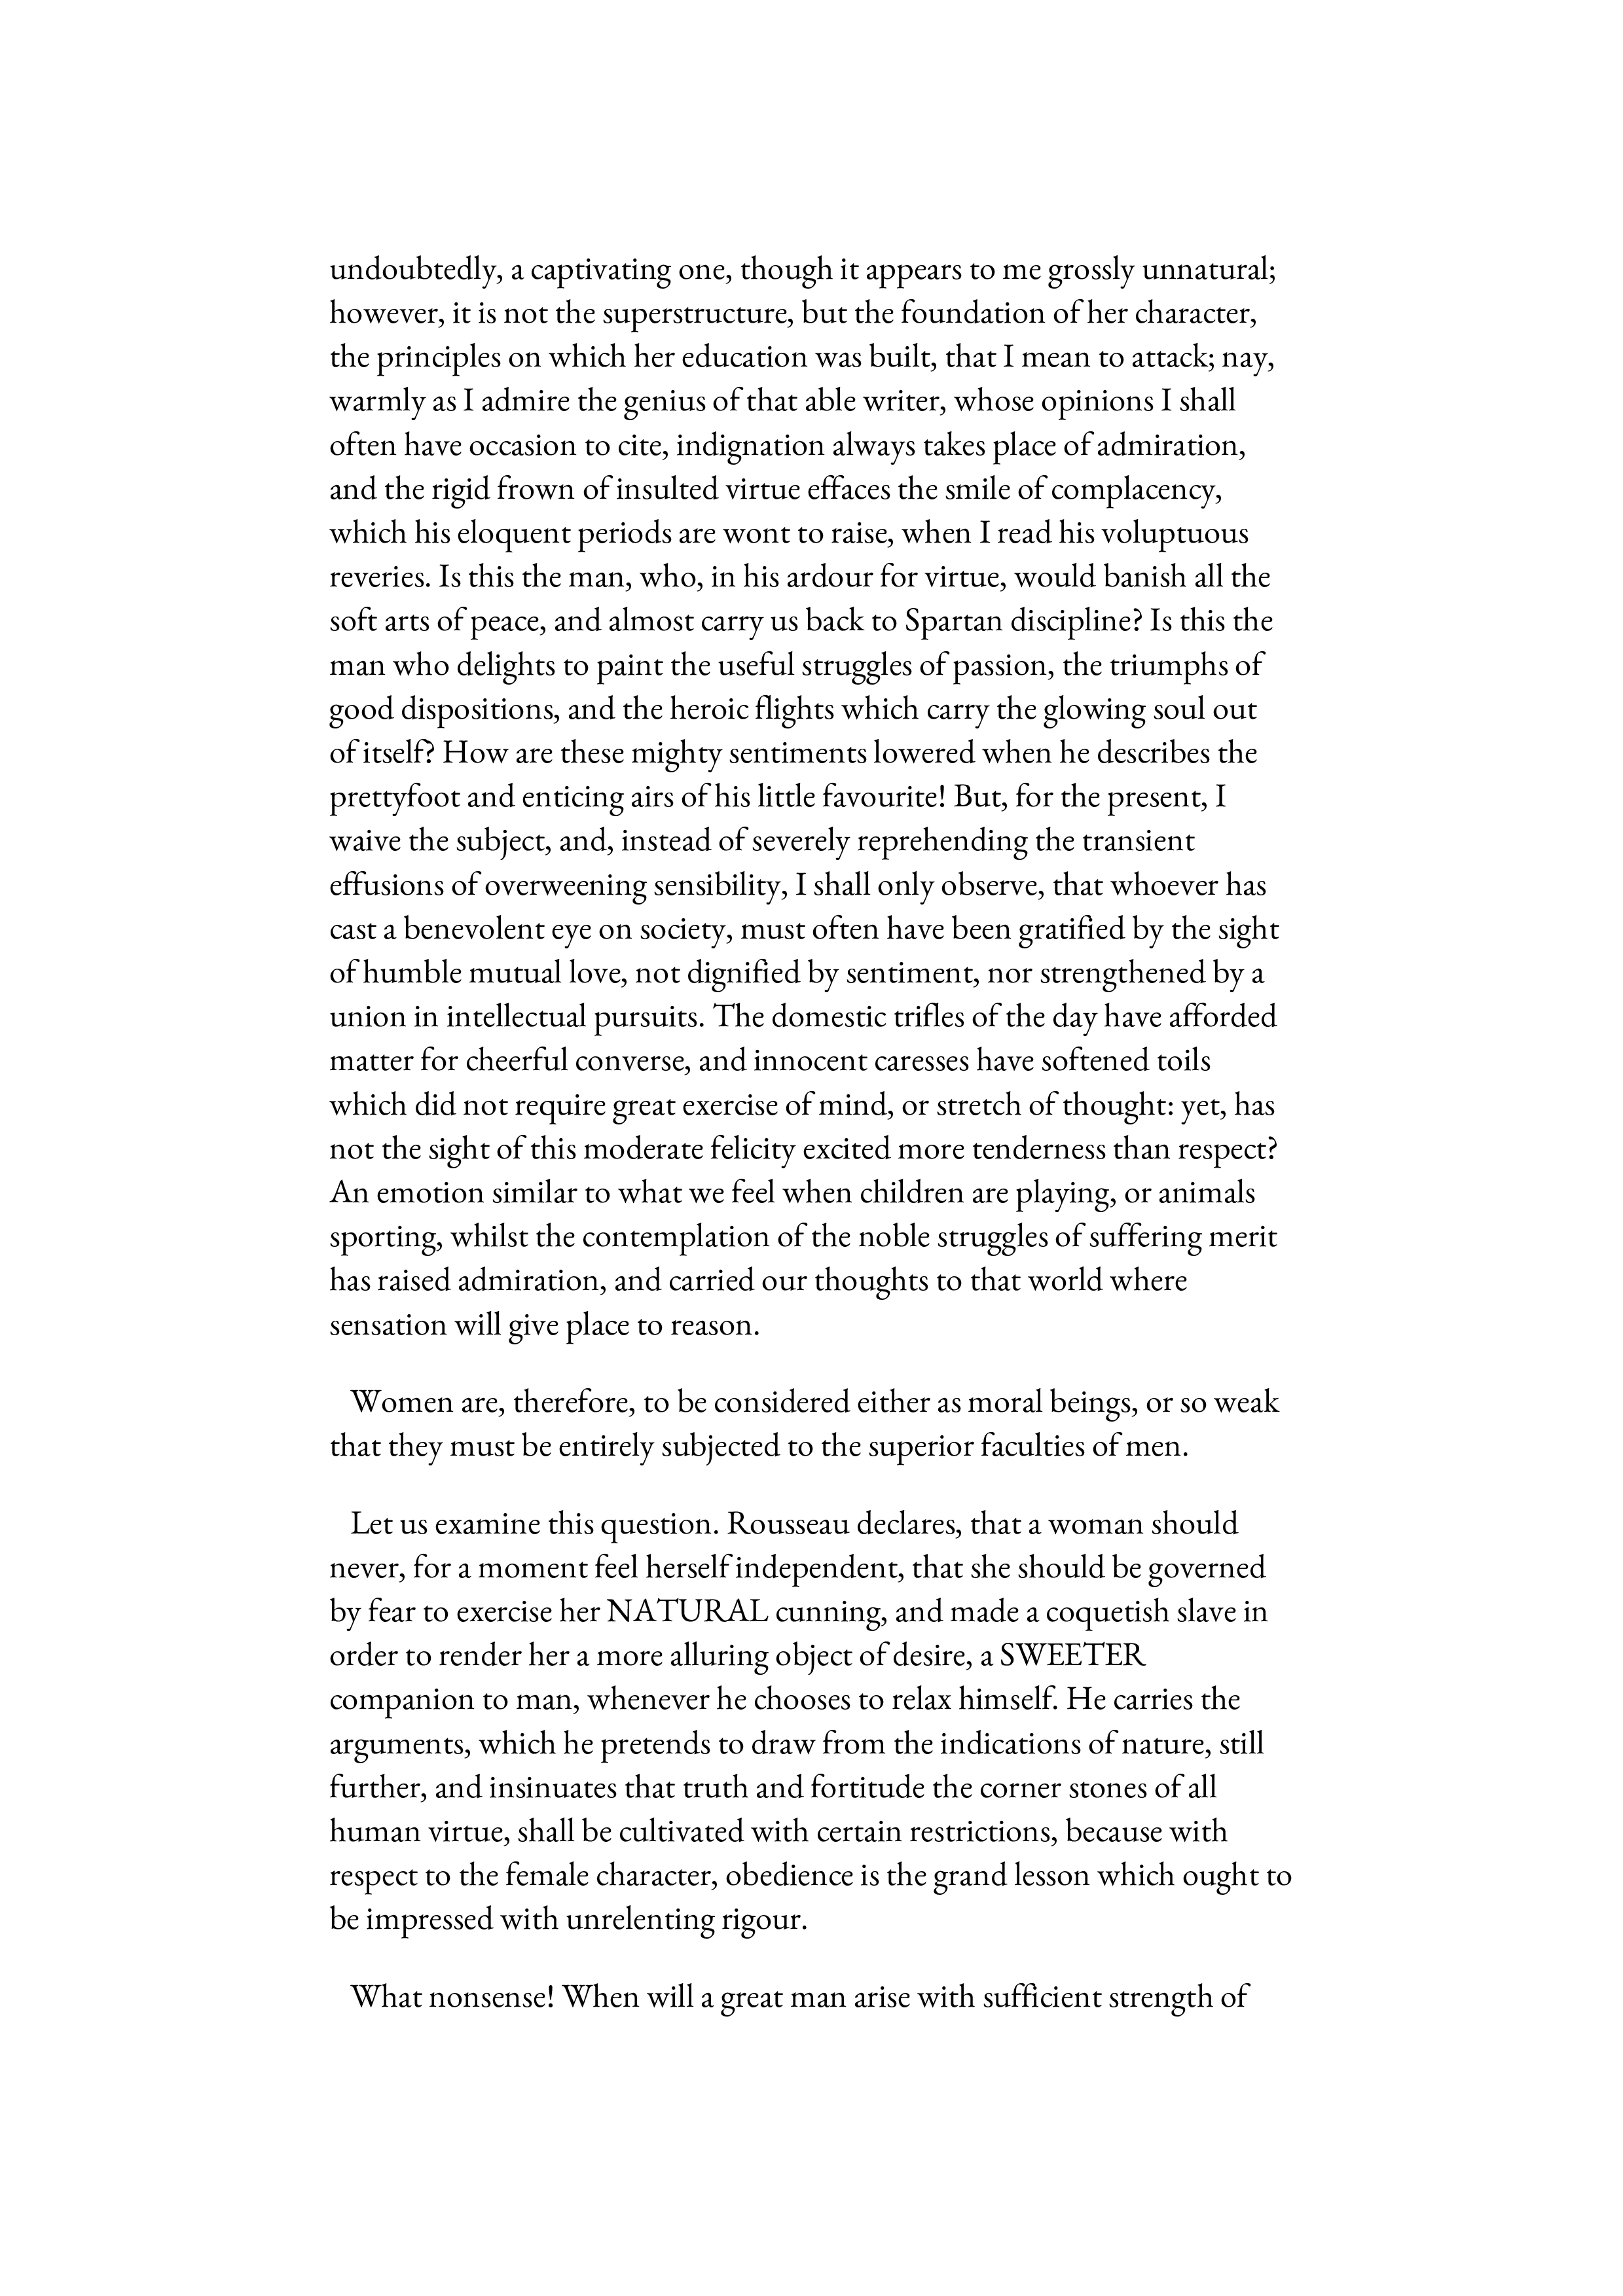 undoubtedly, a captivating one, though it appears to me grossly unnatural;
however, it is not the superstructure, but the foundation of her character,
the principles on which her education was built, that I mean to attack; nay,
warmly as I admire the genius of that able writer, whose opinions I shall
often have occasion to cite, indignation always takes place of admiration,
and the rigid frown of insulted virtue effaces the smile of complacency,
which his eloquent periods are wont to raise, when I read his voluptuous
reveries. Is this the man, who, in his ardour for virtue, would banish all the
soft arts of peace, and almost carry us back to Spartan discipline? Is this the
man who delights to paint the useful struggles of passion, the triumphs of
good dispositions, and the heroic flights which carry the glowing soul out
of itself? How are these mighty sentiments lowered when he describes the
prettyfoot and enticing airs of his little favourite! But, for the present, I
waive the subject, and, instead of severely reprehending the transient
effusions of overweening sensibility, I shall only observe, that whoever has
cast a benevolent eye on society, must often have been gratified by the sight
of humble mutual love, not dignified by sentiment, nor strengthened by a
union in intellectual pursuits. The domestic trifles of the day have afforded
matter for cheerful converse, and innocent caresses have softened toils
which did not require great exercise of mind, or stretch of thought: yet, has
not the sight of this moderate felicity excited more tenderness than respect?
An emotion similar to what we feel when children are playing, or animals
sporting, whilst the contemplation of the noble struggles of suffering merit
has raised admiration, and carried our thoughts to that world where
sensation will give place to reason.
Women are, therefore, to be considered either as moral beings, or so weak
that they must be entirely subjected to the superior faculties of men.
Let us examine this question. Rousseau declares, that a woman should
never, for a moment feel herself independent, that she should be governed
by fear to exercise her NATURAL cunning, and made a coquetish slave in
order to render her a more alluring object of desire, a SWEETER
companion to man, whenever he chooses to relax himself. He carries the
arguments, which he pretends to draw from the indications of nature, still
further, and insinuates that truth and fortitude the corner stones of all
human virtue, shall be cultivated with certain restrictions, because with
respect to the female character, obedience is the grand lesson which ought to
be impressed with unrelenting rigour.
What nonsense! When will a great man arise with sufficient strength of